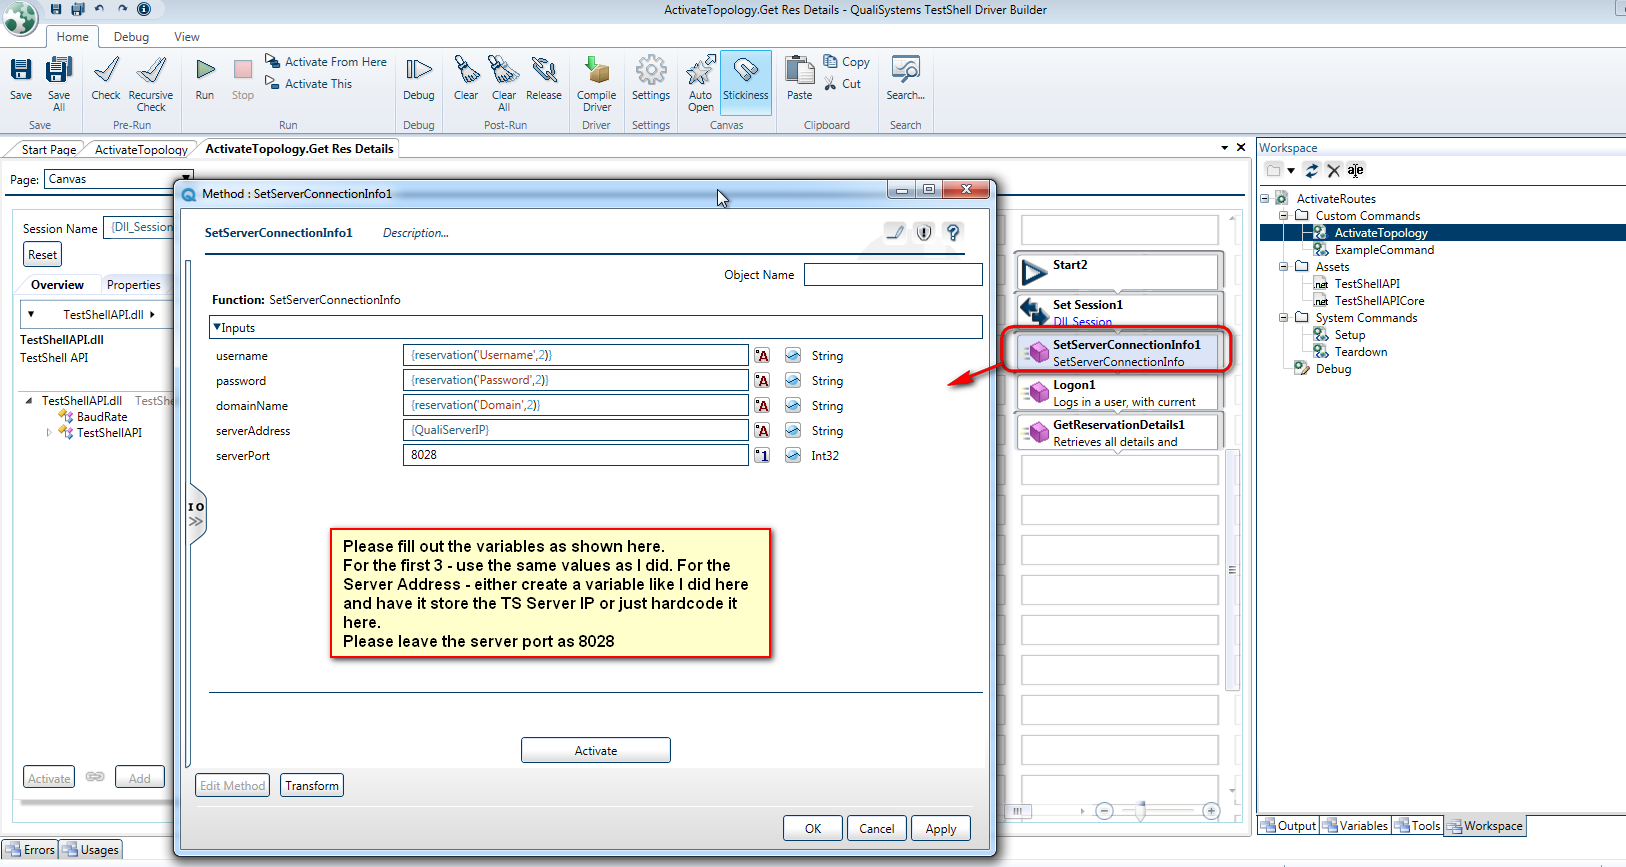 ActivateTopology.Get Res Details - QualiSystems TestShell Driver Builder
Home Debug View
Save
Save All
Save
Check
Recursive Check
Pre-Run
Run
Stop
Activate From Here
Activate This
Run
Debug
Debug
Clear
Clear All
Release
Post-Run
Compile Driver
Driver
Settings
Settings
Auto Open
Stickiness
Canvas
Paste
Copy
Cut
Clipboard
Search...
Search
Start Page
ActivateTopology
ActivateTopology.Get Res Details
Page: Canvas
Session Name {Dll_Session
Reset
Overview Properties
TestShellAPI.dll
TestShellAPI.dll
TestShell API
TestShellAPI.dll TestShe
BaudRate
TestShellAPI
Activate Add
Errors Usages
Method : SetServerConnectionInfo1
SetServerConnectionInfo1 Description...
Object Name
Function: SetServerConnectionInfo
Inputs
username {reservation('Username',2)} "A String
password {reservation('Password',2)} "A String
domainName {reservation('Domain',2)} "A String
serverAddress {QualiServerIP} "A String
serverPort 8028 "1 Int32
I O
Please fill out the variables as shown here.
For the first 3 - use the same values as I did. For the
Server Address - either create a variable like I did here
and have it store the TS Server IP or just hardcode it
here.
Please leave the server port as 8028
Activate
Edit Method Transform
OK Cancel Apply
Start2
Set Session1
Dll_Session
SetServerConnectionInfo1
SetServerConnectionInfo
Logon1
Logs in a user, with current
GetReservationDetails1
Retrieves all details and
Workspace
ActivateRoutes
Custom Commands
ActivateTopology
ExampleCommand
Assets
.net TestShellAPI
.net TestShellAPICore
System Commands
Setup
Teardown
Debug
Output Variables Tools Workspace